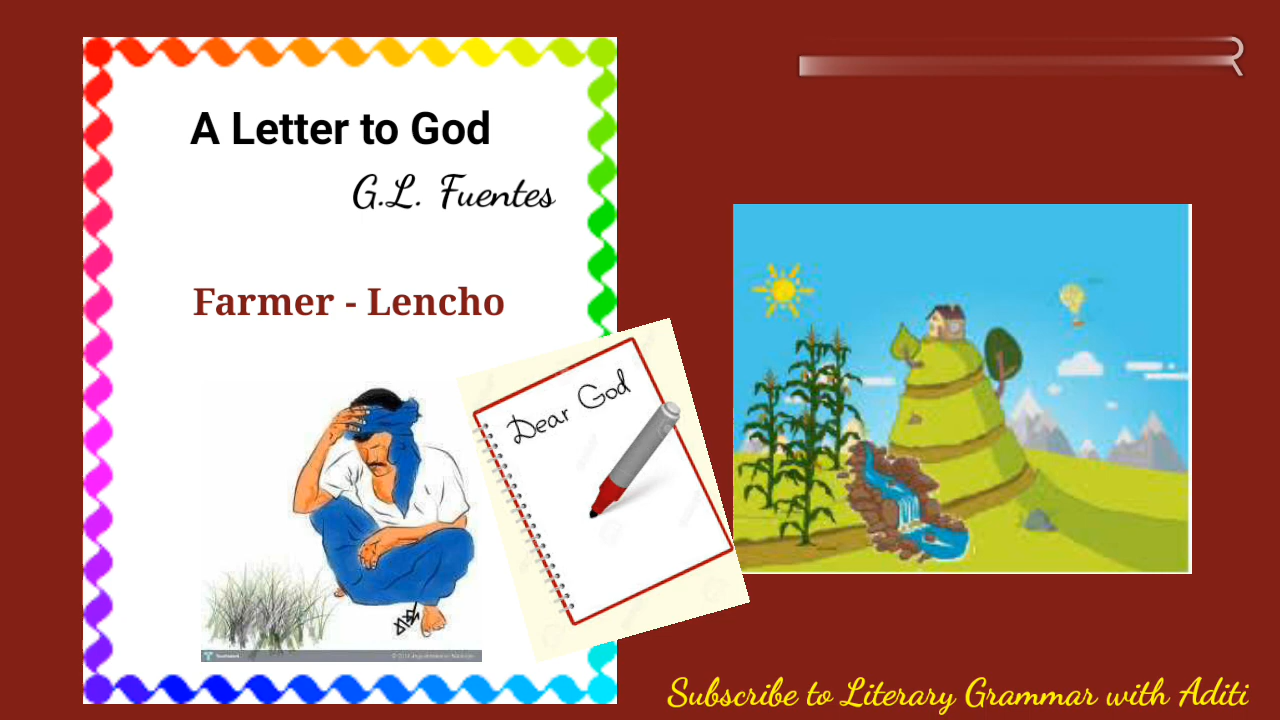 A Letter to God
G.L. Fuentes
Farmer - Lencho
Dear God
R
Subscribe to Literary Grammar with Aditi